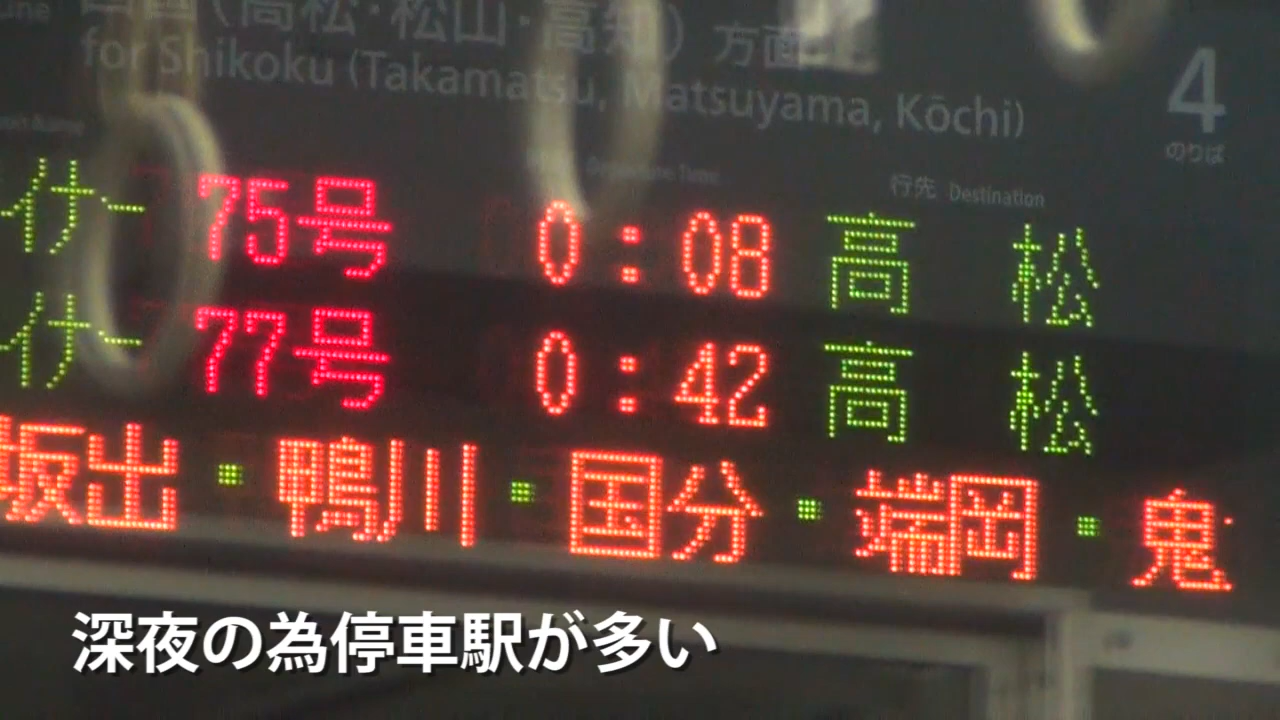 四国（高松・松山・高知）方面
for Shikoku (Takamatsu, Matsuyama, Kōchi)
4
のりば
Departure Time
行先 Destination
イナー 75号 0:08 高松
イナー 77号 0:42 高松
坂出・鴨川・国分・端岡・鬼
深夜の為停車駅が多い